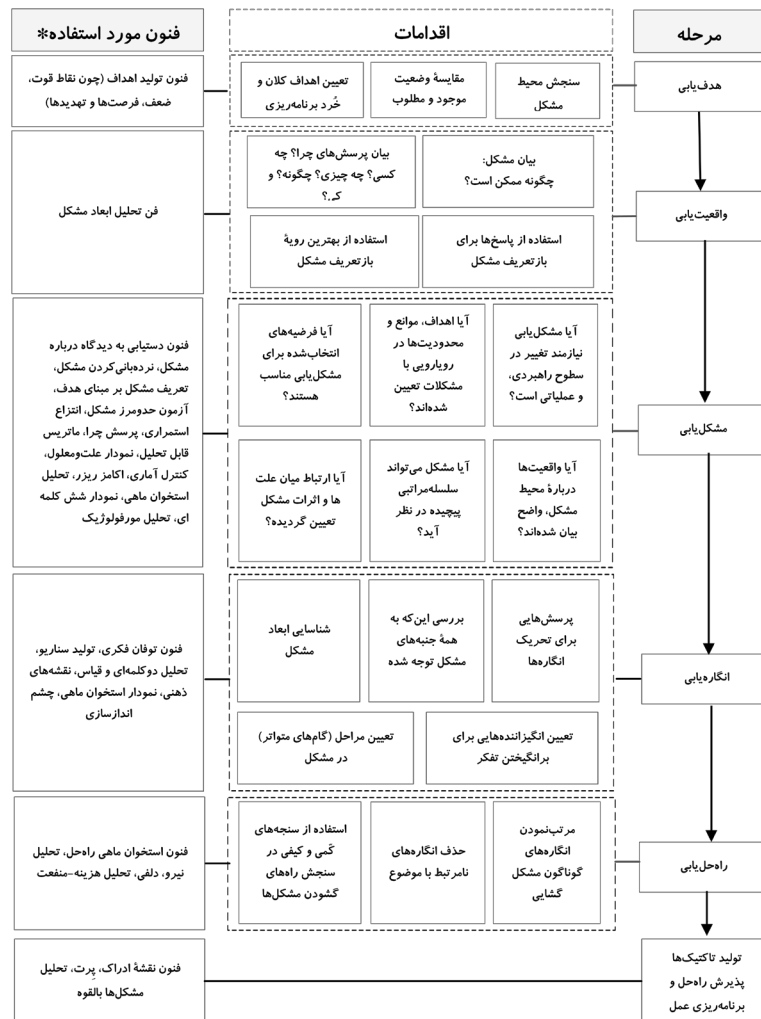 مرحله
اقدامات
فنون مورد استفاده*
هدف‌یابی
سنجش محیط
مشکل
مقایسهٔ وضعیت
موجود و مطلوب
تعیین اهداف کلان و
خُرد برنامه‌ریزی
فنون تولید اهداف (چون نقاط قوت،
ضعف، فرصت‌ها و تهدیدها)
واقعیت‌یابی
بیان مشکل:
چگونه ممکن است؟
بیان پرسش‌های چرا؟ چه
کسی؟ چه چیزی؟ چگونه؟ و
کی؟
استفاده از پاسخ‌ها برای
بازتعریف مشکل
استفاده از بهترین رویهٔ
بازتعریف مشکل
فن تحلیل ابعاد مشکل
مشکل‌یابی
آیا مشکل‌یابی
نیازمند تغییر در
سطوح راهبردی،
و عملیاتی است؟
آیا اهداف، موانع و
محدودیت‌ها در
رویارویی با
مشکلات تعیین
شده‌اند؟
آیا فرضیه‌های
انتخاب‌شده برای
مشکل‌یابی مناسب
هستند؟
آیا واقعیت‌ها
دربارهٔ محیط
مشکل، واضح
بیان شده‌اند؟
آیا مشکل می‌تواند
سلسله‌مراتبی
پیچیده در نظر
آید؟
آیا ارتباط میان علت
ها و اثرات مشکل
تعیین گردیده؟
فنون دستیابی به دیدگاه درباره
مشکل، نرده‌بانی‌کردن مشکل،
تعریف مشکل بر مبنای هدف،
آزمون حدومرز مشکل، انتزاع
استمراری، پرسش چرا، ماتریس
قابل تحلیل، نمودار علت‌ومعلول،
کنترل آماری، اکامز ریزر، تحلیل
استخوان ماهی، نمودار شش کلمه
ای، تحلیل مورفولوژیک
انگاره‌یابی
پرسش‌هایی
برای تحریک
انگاره‌ها
بررسی این‌که به
همهٔ جنبه‌های
مشکل توجه شده
شناسایی ابعاد
مشکل
تعیین انگیزاننده‌هایی برای
برانگیختن تفکر
تعیین مراحل (گام‌های متواتر)
در مشکل
فنون توفان فکری، تولید سناریو،
تحلیل دوکلمه‌ای و قیاس، نقشه‌های
ذهنی، نمودار استخوان ماهی، چشم
اندازسازی
راه‌حل‌یابی
مرتب‌نمودن
انگاره‌های
گوناگون مشکل
گشایی
حذف انگاره‌های
نامرتبط با موضوع
استفاده از سنجه‌های
کَمی و کیفی در
سنجش راه‌های
گشودن مشکل‌ها
فنون استخوان ماهی راه‌حل، تحلیل
نیرو، دلفی، تحلیل هزینه-منفعت
تولید تاکتیک‌ها
پذیرش راه‌حل و
برنامه‌ریزی عمل
فنون نقشهٔ ادراک، پِرت، تحلیل
مشکل‌ها بالقوه